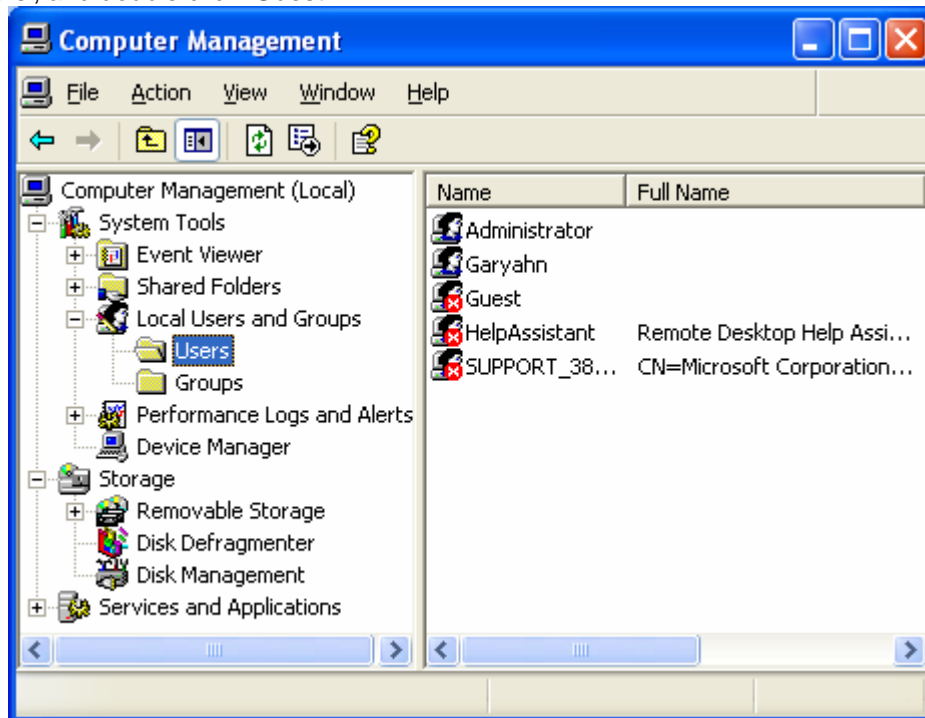 Computer Management
File Action View Window Help
Computer Management (Local)
System Tools
Event Viewer
Shared Folders
Local Users and Groups
Users
Groups
Performance Logs and Alerts
Device Manager
Storage
Removable Storage
Disk Defragmenter
Disk Management
Services and Applications
Name Full Name
Administrator
Garyahn
Guest
HelpAssistant Remote Desktop Help Assi...
SUPPORT_38... CN=Microsoft Corporation...